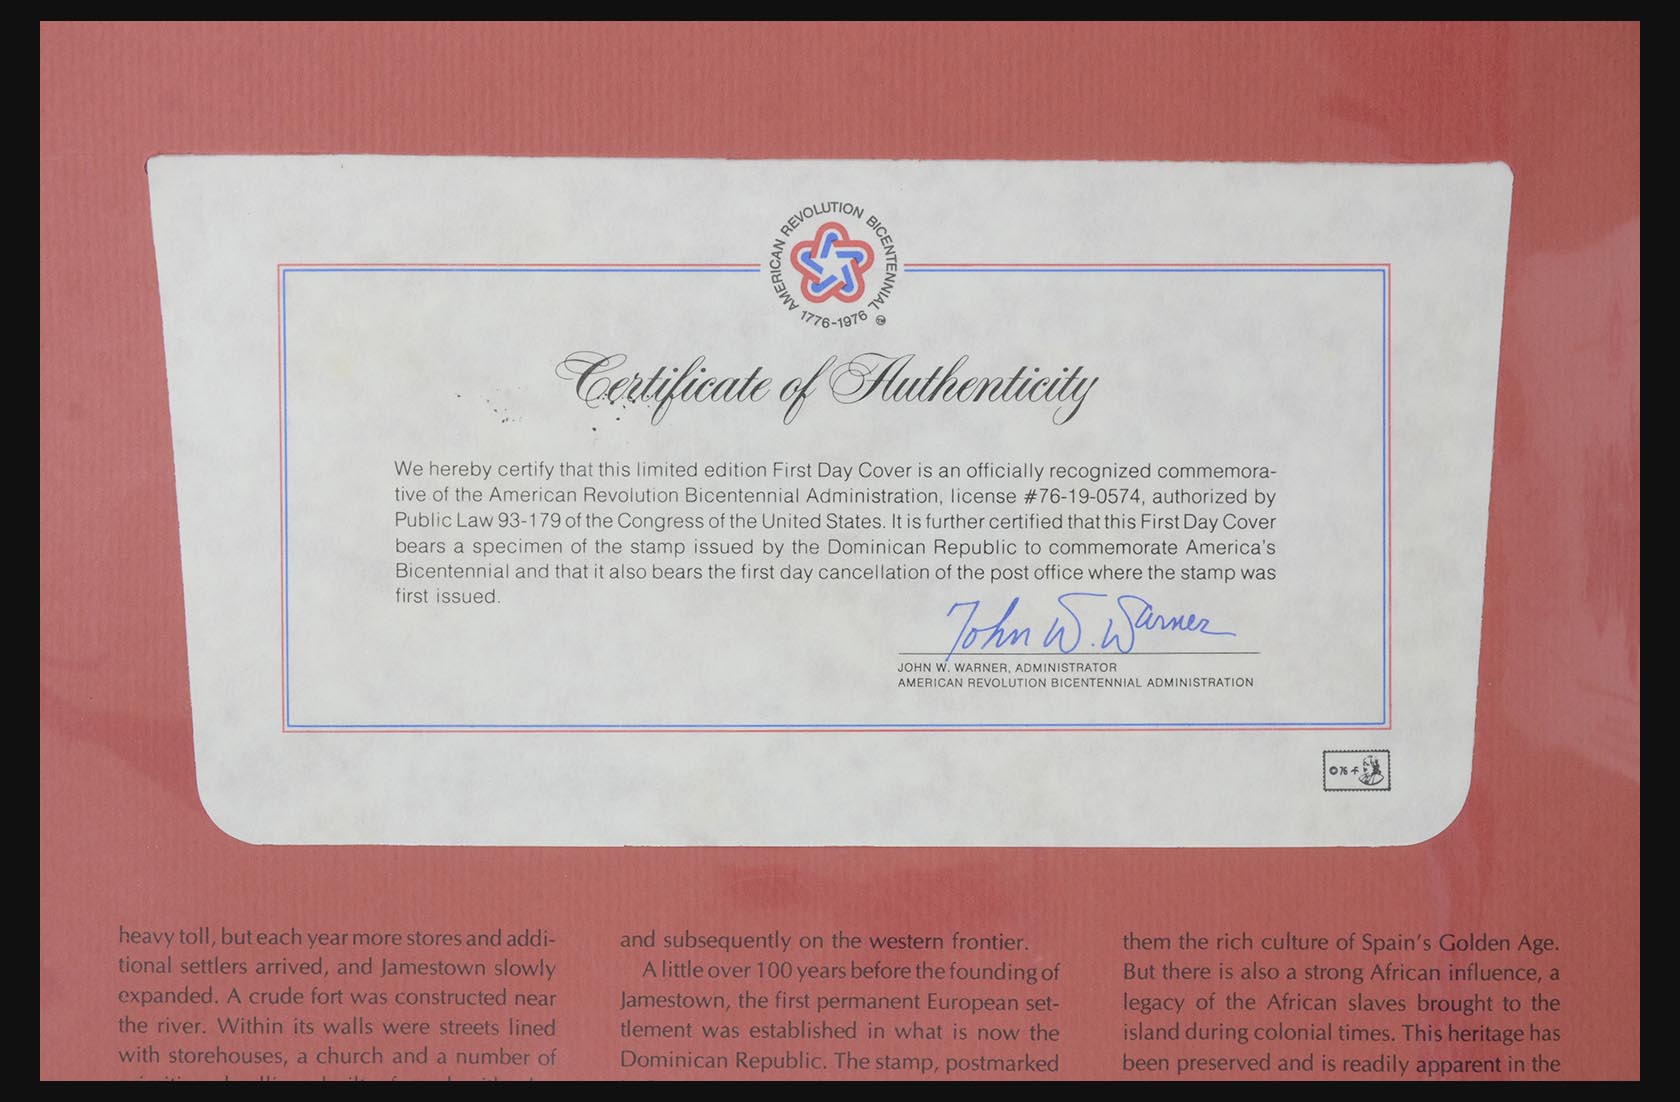 AMERICAN REVOLUTION BICENTENNIAL
1776-1976 TM
Certificate of Authenticity
We hereby certify that this limited edition First Day Cover is an officially recognized commemora-
tive of the American Revolution Bicentennial Administration, license #76-19-0574, authorized by
Public Law 93-179 of the Congress of the United States. It is further certified that this First Day Cover
bears a specimen of the stamp issued by the Dominican Republic to commemorate America's
Bicentennial and that it also bears the first day cancellation of the post office where the stamp was
first issued.
John W. Warner
JOHN W. WARNER, ADMINISTRATOR
AMERICAN REVOLUTION BICENTENNIAL ADMINISTRATION
©76
heavy toll, but each year more stores and addi-
tional settlers arrived, and Jamestown slowly
expanded. A crude fort was constructed near
the river. Within its walls were streets lined
with storehouses, a church and a number of
and subsequently on the western frontier.
A little over 100 years before the founding of
Jamestown, the first permanent European set-
tlement was established in what is now the
Dominican Republic. The stamp, postmarked
them the rich culture of Spain's Golden Age.
But there is also a strong African influence, a
legacy of the African slaves brought to the
island during colonial times. This heritage has
been preserved and is readily apparent in the